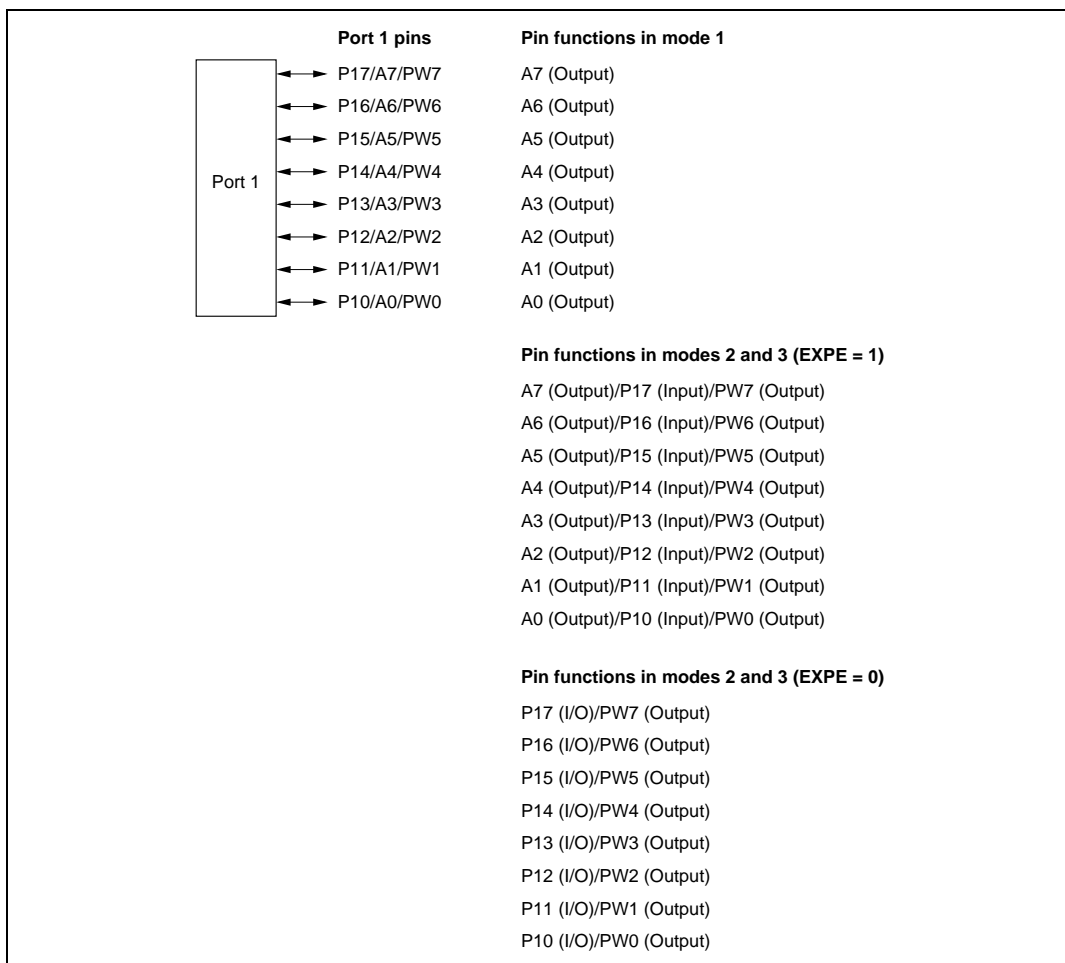 Port 1 pins Pin functions in mode 1
P17/A7/PW7 A7 (Output)
P16/A6/PW6 A6 (Output)
P15/A5/PW5 A5 (Output)
P14/A4/PW4 A4 (Output)
Port 1
P13/A3/PW3 A3 (Output)
P12/A2/PW2 A2 (Output)
P11/A1/PW1 A1 (Output)
P10/A0/PW0 A0 (Output)
Pin functions in modes 2 and 3 (EXPE = 1)
A7 (Output)/P17 (Input)/PW7 (Output)
A6 (Output)/P16 (Input)/PW6 (Output)
A5 (Output)/P15 (Input)/PW5 (Output)
A4 (Output)/P14 (Input)/PW4 (Output)
A3 (Output)/P13 (Input)/PW3 (Output)
A2 (Output)/P12 (Input)/PW2 (Output)
A1 (Output)/P11 (Input)/PW1 (Output)
A0 (Output)/P10 (Input)/PW0 (Output)
Pin functions in modes 2 and 3 (EXPE = 0)
P17 (I/O)/PW7 (Output)
P16 (I/O)/PW6 (Output)
P15 (I/O)/PW5 (Output)
P14 (I/O)/PW4 (Output)
P13 (I/O)/PW3 (Output)
P12 (I/O)/PW2 (Output)
P11 (I/O)/PW1 (Output)
P10 (I/O)/PW0 (Output)